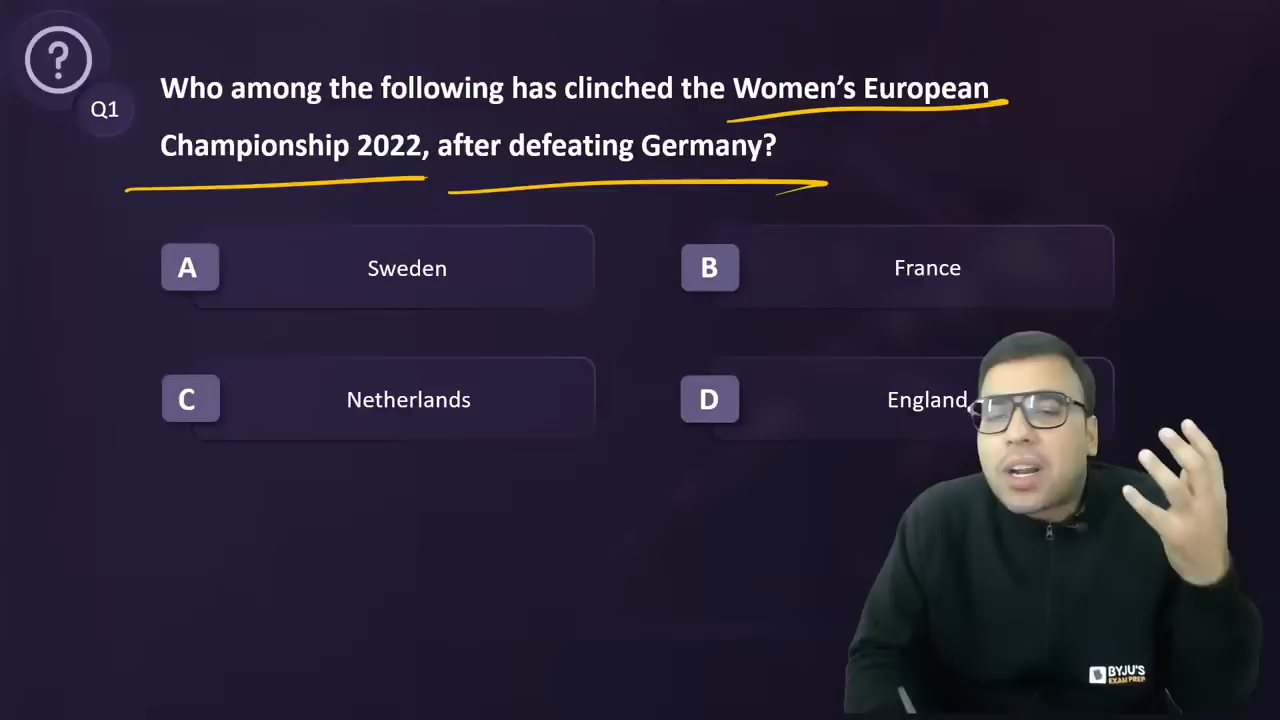 ?
Q1
Who among the following has clinched the Women’s European
Championship 2022, after defeating Germany?
A
Sweden
B
France
C
Netherlands
D
England
BYJU'S
EXAM PREP